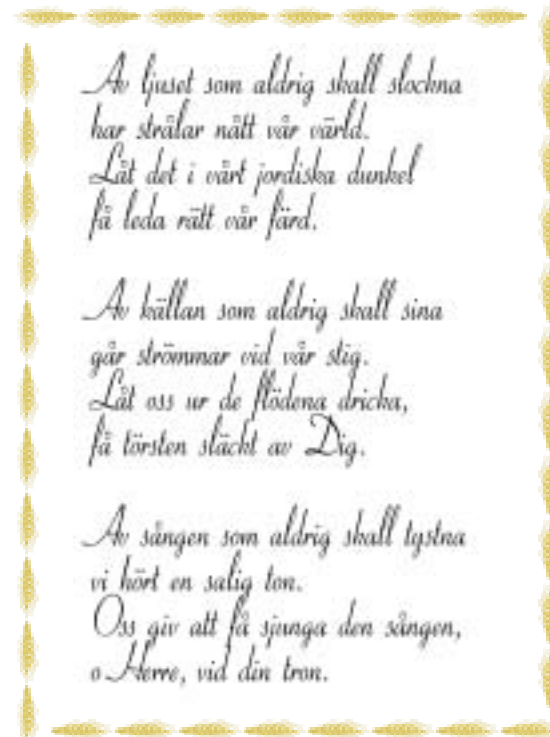 Av ljuset som aldrig skall slockna
har strålar nått vår värld.
Låt det i vårt jordiska dunkel
få leda rätt vår färd.
Av källan som aldrig skall sina
går strömmar vid vår stig.
Låt oss ur de flödena dricka,
få törsten släckt av Dig.
Av sången som aldrig skall tystna
vi hört en salig ton.
Oss giv att få sjunga den sången,
o Herre, vid din tron.